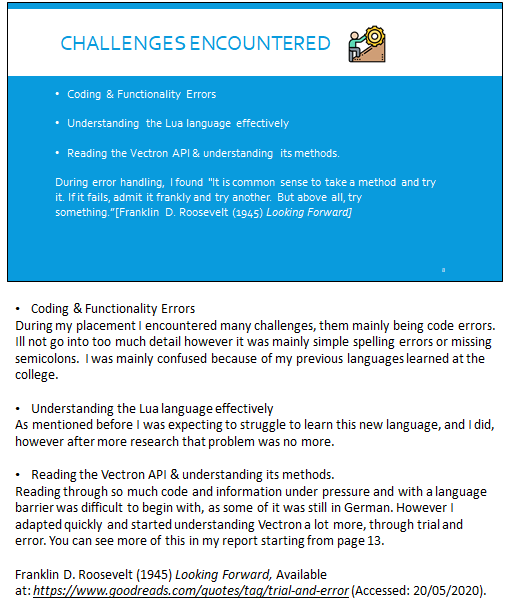 CHALLENGES ENCOUNTERED
• Coding & Functionality Errors
• Understanding the Lua language effectively
• Reading the Vectron API & understanding its methods.
During error handling, I found "It is common sense to take a method and try
it. If it fails, admit it frankly and try another. But above all, try
something."[Franklin D. Roosevelt (1945) Looking Forward]
8
• Coding & Functionality Errors
During my placement I encountered many challenges, them mainly being code errors.
Ill not go into too much detail however it was mainly simple spelling errors or missing
semicolons. I was mainly confused because of my previous languages learned at the
college.
• Understanding the Lua language effectively
As mentioned before I was expecting to struggle to learn this new language, and I did,
however after more research that problem was no more.
• Reading the Vectron API & understanding its methods.
Reading through so much code and information under pressure and with a language
barrier was difficult to begin with, as some of it was still in German. However I
adapted quickly and started understanding Vectron a lot more, through trial and
error. You can see more of this in my report starting from page 13.
Franklin D. Roosevelt (1945) Looking Forward, Available
at: https://www.goodreads.com/quotes/tag/trial-and-error (Accessed: 20/05/2020).